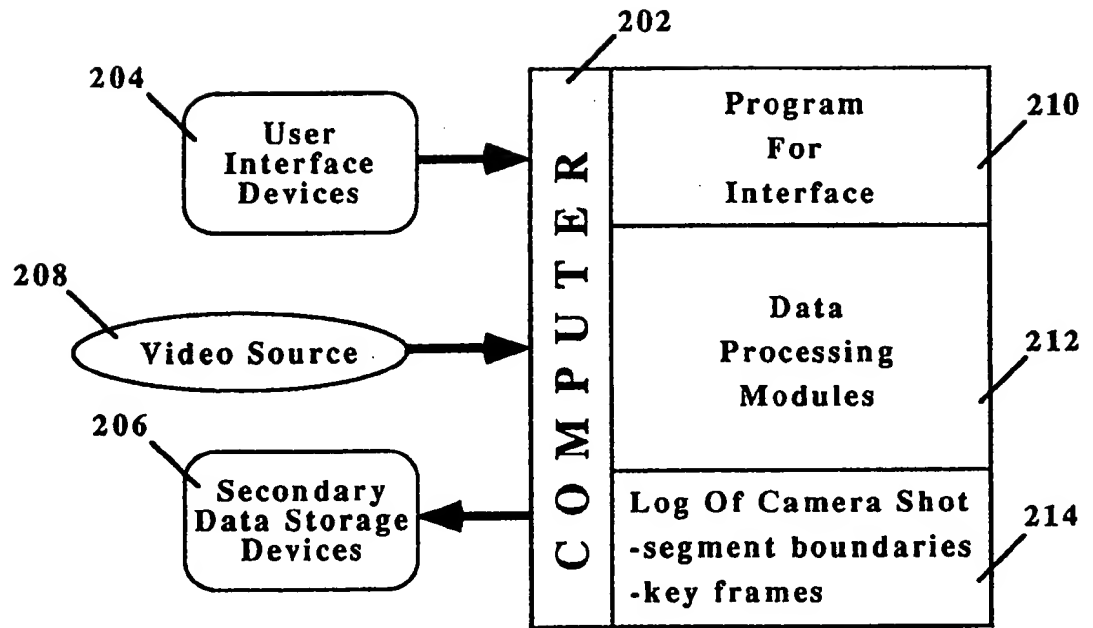 202
204
User
Interface
Devices
208
Video Source
206
Secondary
Data Storage
Devices
COMPUTER
Program
For
Interface
210
Data
Processing
Modules
212
Log Of Camera Shot
-segment boundaries
-key frames
214